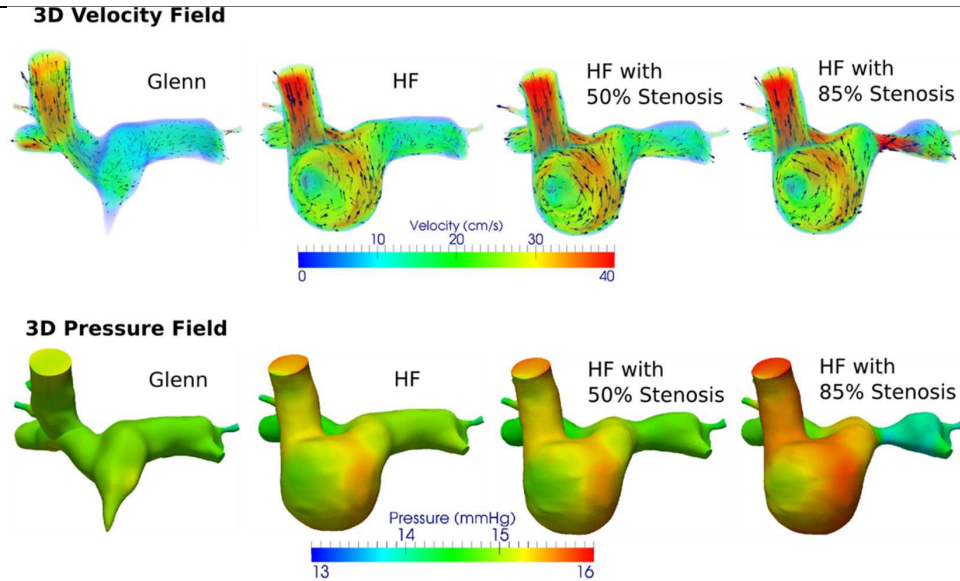 3D Velocity Field
Glenn
HF
HF with
50% Stenosis
HF with
85% Stenosis
Velocity (cm/s)
10 20 30
0 40
3D Pressure Field
Glenn
HF
HF with
50% Stenosis
HF with
85% Stenosis
Pressure (mmHg)
14 15
13 16